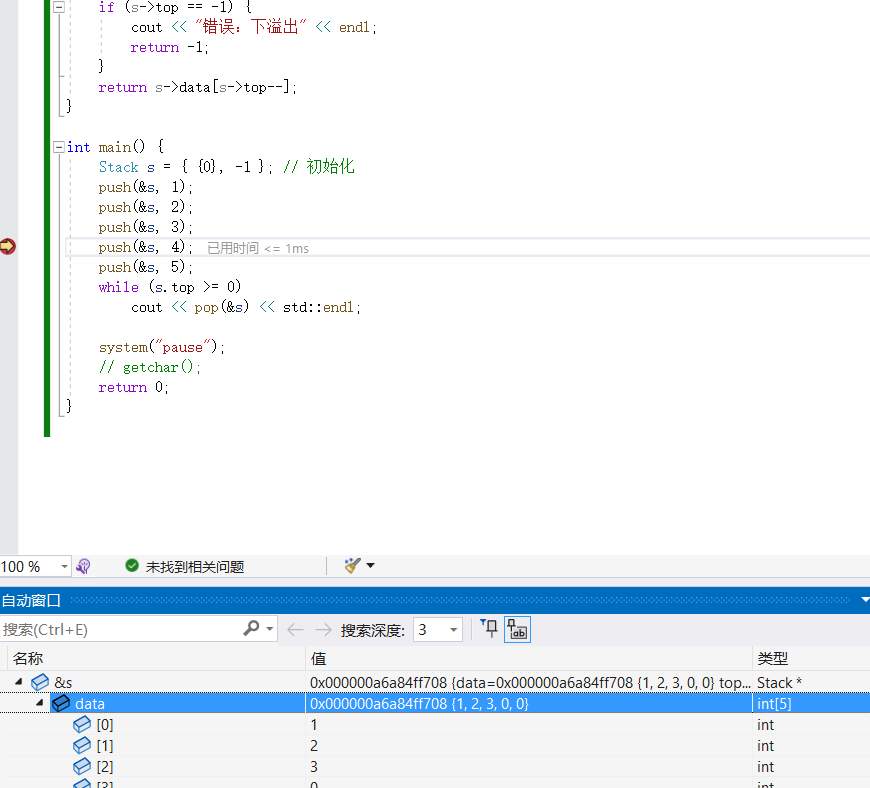 if (s->top == -1) {
cout << "错误: 下溢出" << endl;
return -1;
}
return s->data[s->top--];
}
int main() {
Stack s = { {0}, -1 }; // 初始化
push(&s, 1);
push(&s, 2);
push(&s, 3);
push(&s, 4); 已用时间 <= 1ms
push(&s, 5);
while (s.top >= 0)
cout << pop(&s) << std::endl;
system("pause");
// getchar();
return 0;
}
100 % 未找到相关问题
自动窗口
搜索(Ctrl+E) 搜索深度: 3
名称 值 类型
&s 0x000000a6a84ff708 {data=0x000000a6a84ff708 {1, 2, 3, 0, 0} top... Stack *
data 0x000000a6a84ff708 {1, 2, 3, 0, 0} int[5]
[0] 1 int
[1] 2 int
[2] 3 int
[3] 0 int